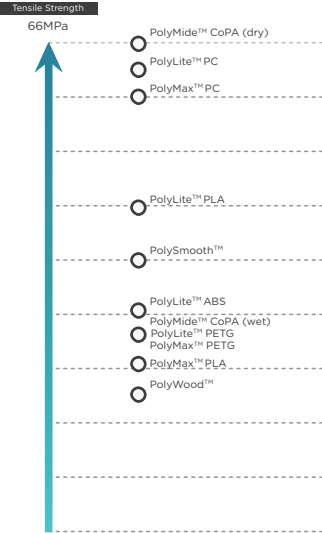 Tensile Strength
66MPa
PolyMide™ CoPA (dry)
PolyLite™ PC
PolyMax™ PC
PolyLite™ PLA
PolySmooth™
PolyLite™ ABS
PolyMide™ CoPA (wet)
PolyLite™ PETG
PolyMax™ PETG
PolyMax™ PLA
PolyWood™